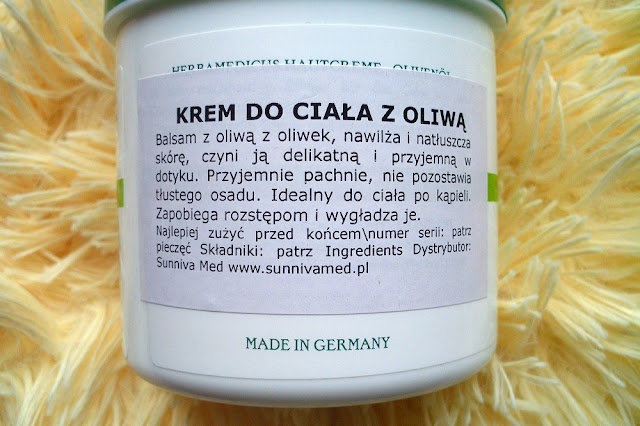 HERBAMEDICUS HAUTCREME - OLIVENÖL
KREM DO CIAŁA Z OLIWĄ
Balsam z oliwą z oliwek, nawilża i natłuszcza
skórę, czyni ją delikatną i przyjemną w
dotyku. Przyjemnie pachnie, nie pozostawia
tłustego osadu. Idealny do ciała po kąpieli.
Zapobiega rozstępom i wygładza je.
Najlepiej zużyć przed końcem\numer serii: patrz
pieczęć Składniki: patrz Ingredients Dystrybutor:
Sunniva Med www.sunnivamed.pl
MADE IN GERMANY